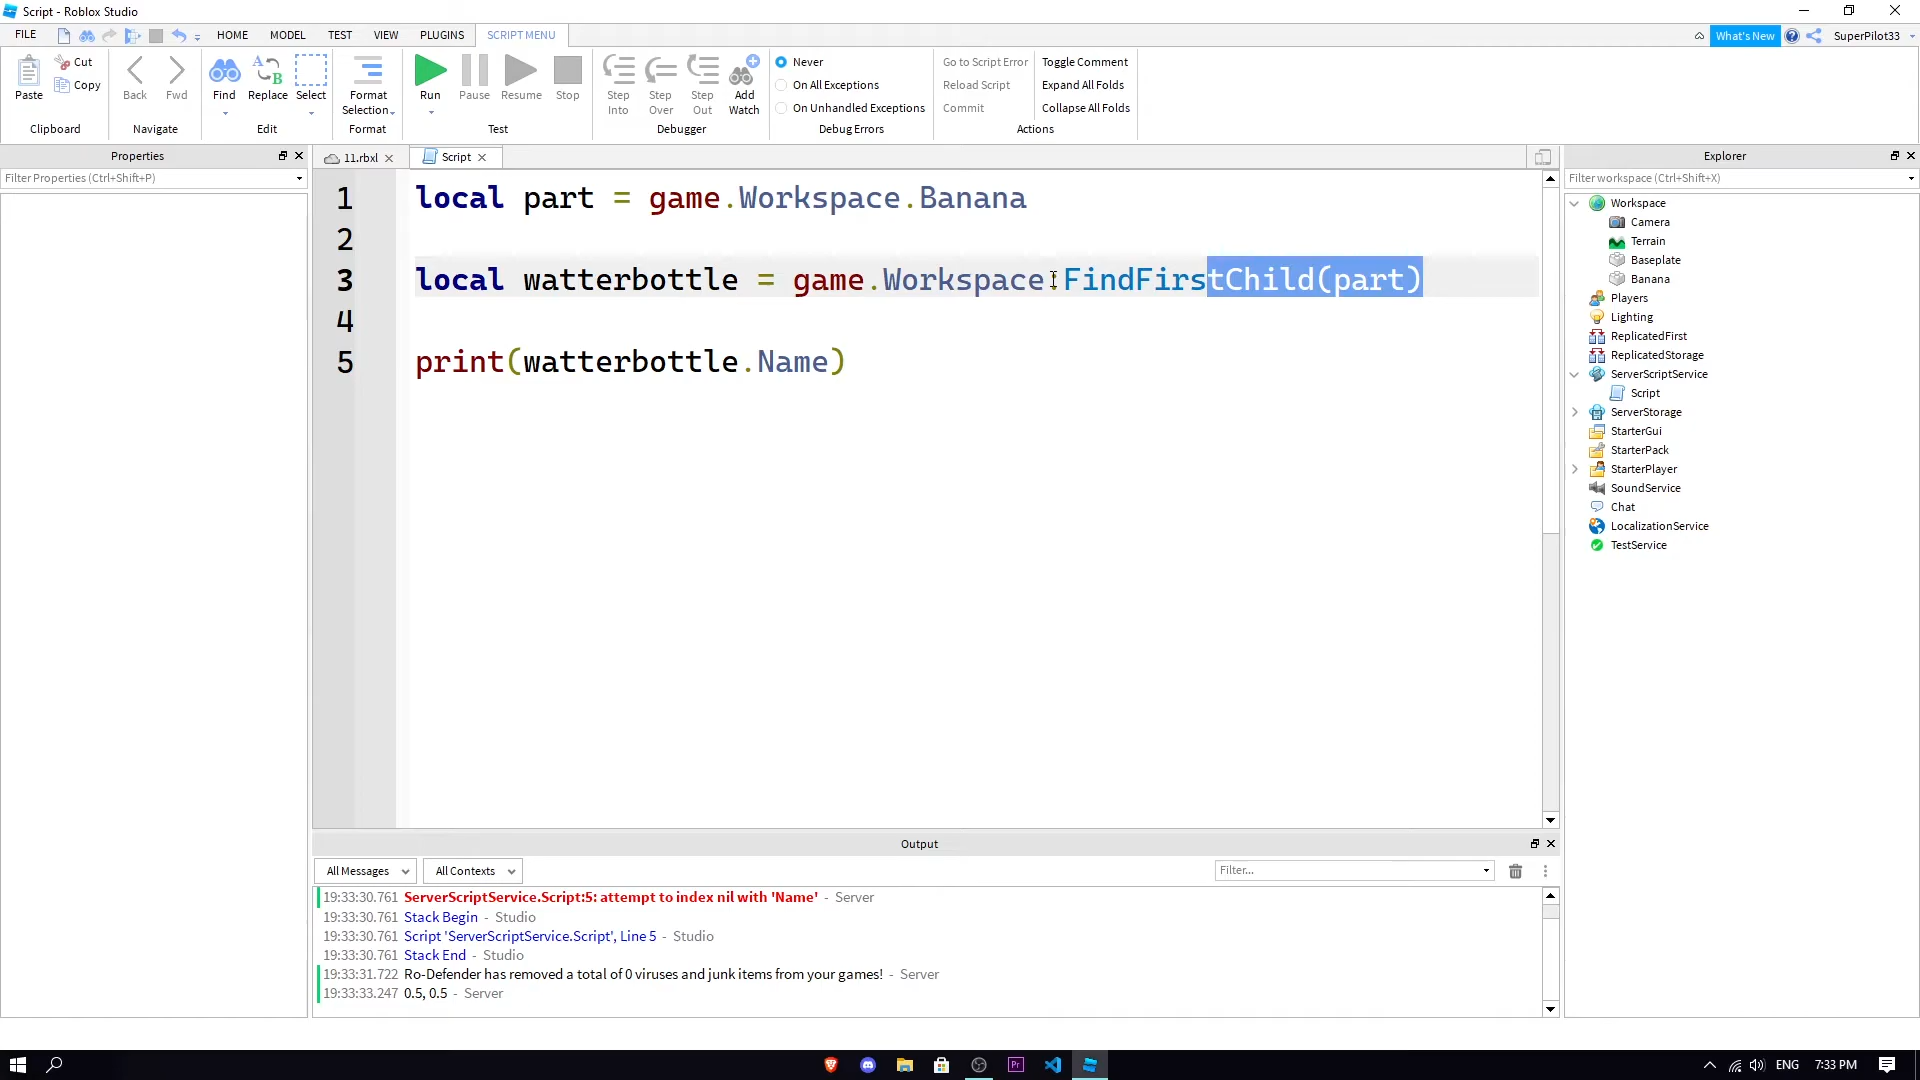 Script - Roblox Studio
FILE HOME MODEL TEST VIEW PLUGINS SCRIPT MENU What's New SuperPilot33
Paste Cut Copy Clipboard
Back Fwd Navigate
Find Replace Select Edit
Format Selection Format
Run Pause Resume Stop Test
Step Into Step Over Step Out Add Watch Debugger
Never
On All Exceptions
On Unhandled Exceptions
Debug Errors
Go to Script Error
Reload Script
Commit
Toggle Comment
Expand All Folds
Collapse All Folds
Actions
Properties
Filter Properties (Ctrl+Shift+P)
11.rbxl Script
1 local part = game.Workspace.Banana
2
3 local watterbottle = game.Workspace:FindFirstChild(part)
4
5 print(watterbottle.Name)
Output
All Messages All Contexts Filter...
19:33:30.761 ServerScriptService.Script:5: attempt to index nil with 'Name' - Server
19:33:30.761 Stack Begin - Studio
19:33:30.761 Script 'ServerScriptService.Script', Line 5 - Studio
19:33:30.761 Stack End - Studio
19:33:31.722 Ro-Defender has removed a total of 0 viruses and junk items from your games! - Server
19:33:33.247 0.5, 0.5 - Server
Explorer
Filter workspace (Ctrl+Shift+X)
Workspace
Camera
Terrain
Baseplate
Banana
Players
Lighting
ReplicatedFirst
ReplicatedStorage
ServerScriptService
Script
ServerStorage
StarterGui
StarterPack
StarterPlayer
SoundService
Chat
LocalizationService
TestService
Pr
ENG 7:33 PM